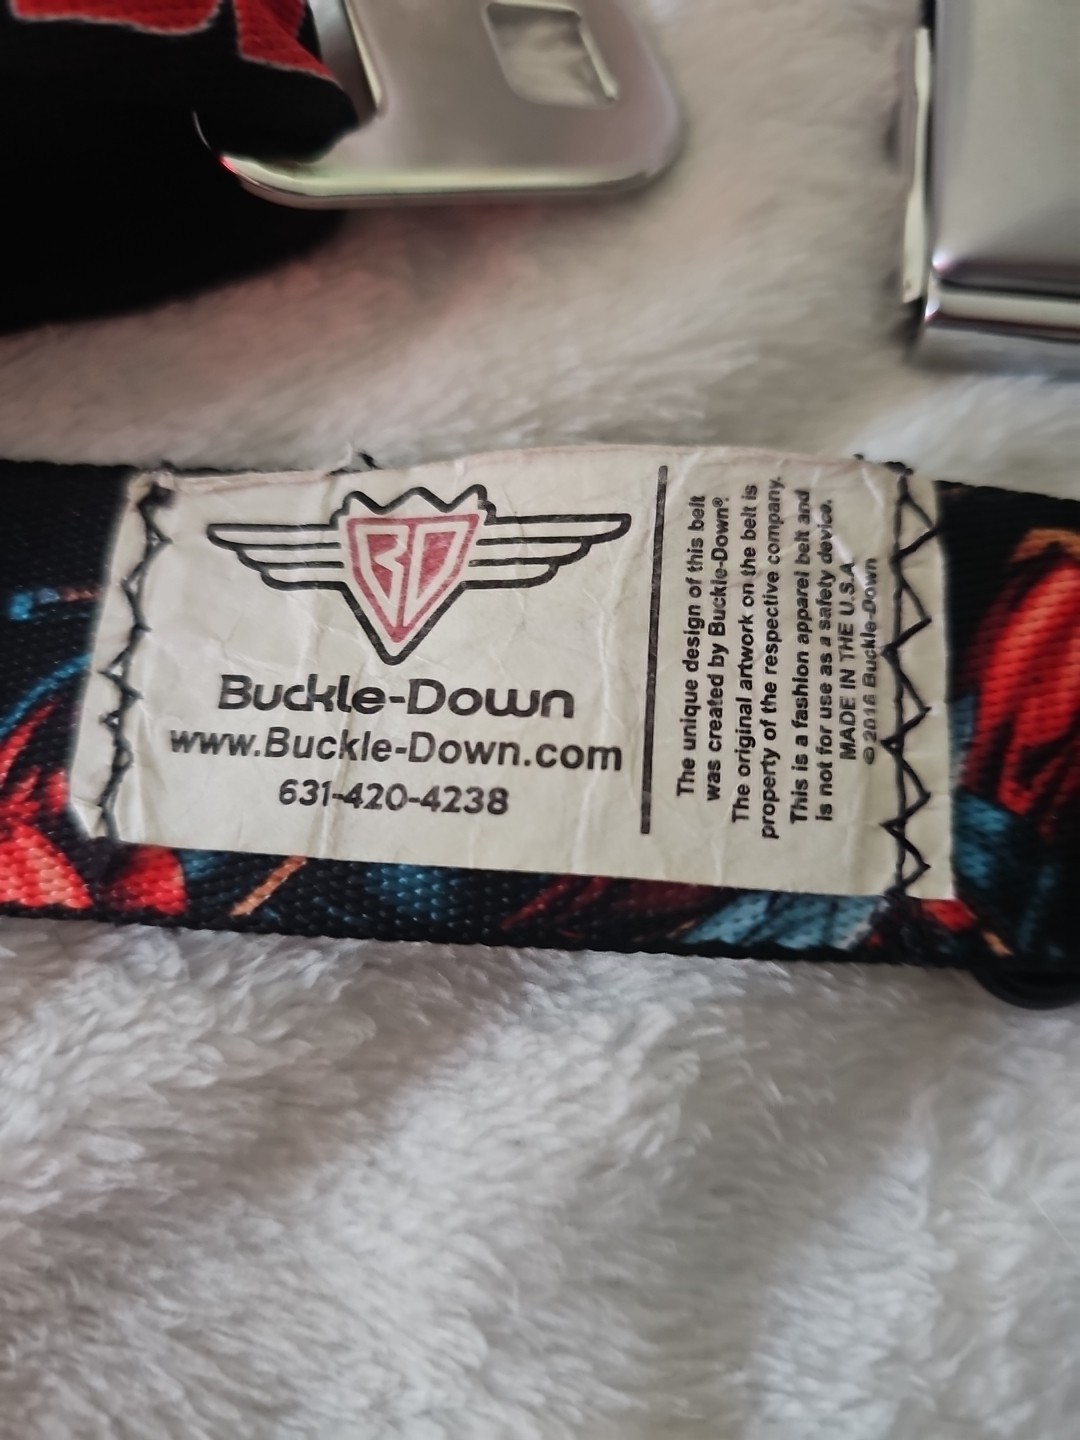 BD
Buckle-Down
www.Buckle-Down.com
631-420-4238
The unique design of this belt
was created by Buckle-Down®
The original artwork on the belt is
property of the respective company.
This is a fashion apparel belt and
is not for use as a safety device.
MADE IN THE U.S.A.
©2016 Buckle-Down